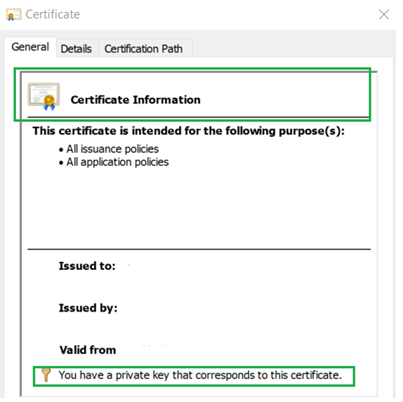 Certificate
General Details Certification Path
Certificate Information
This certificate is intended for the following purpose(s):
• All issuance policies
• All application policies
Issued to:
Issued by:
Valid from
You have a private key that corresponds to this certificate.